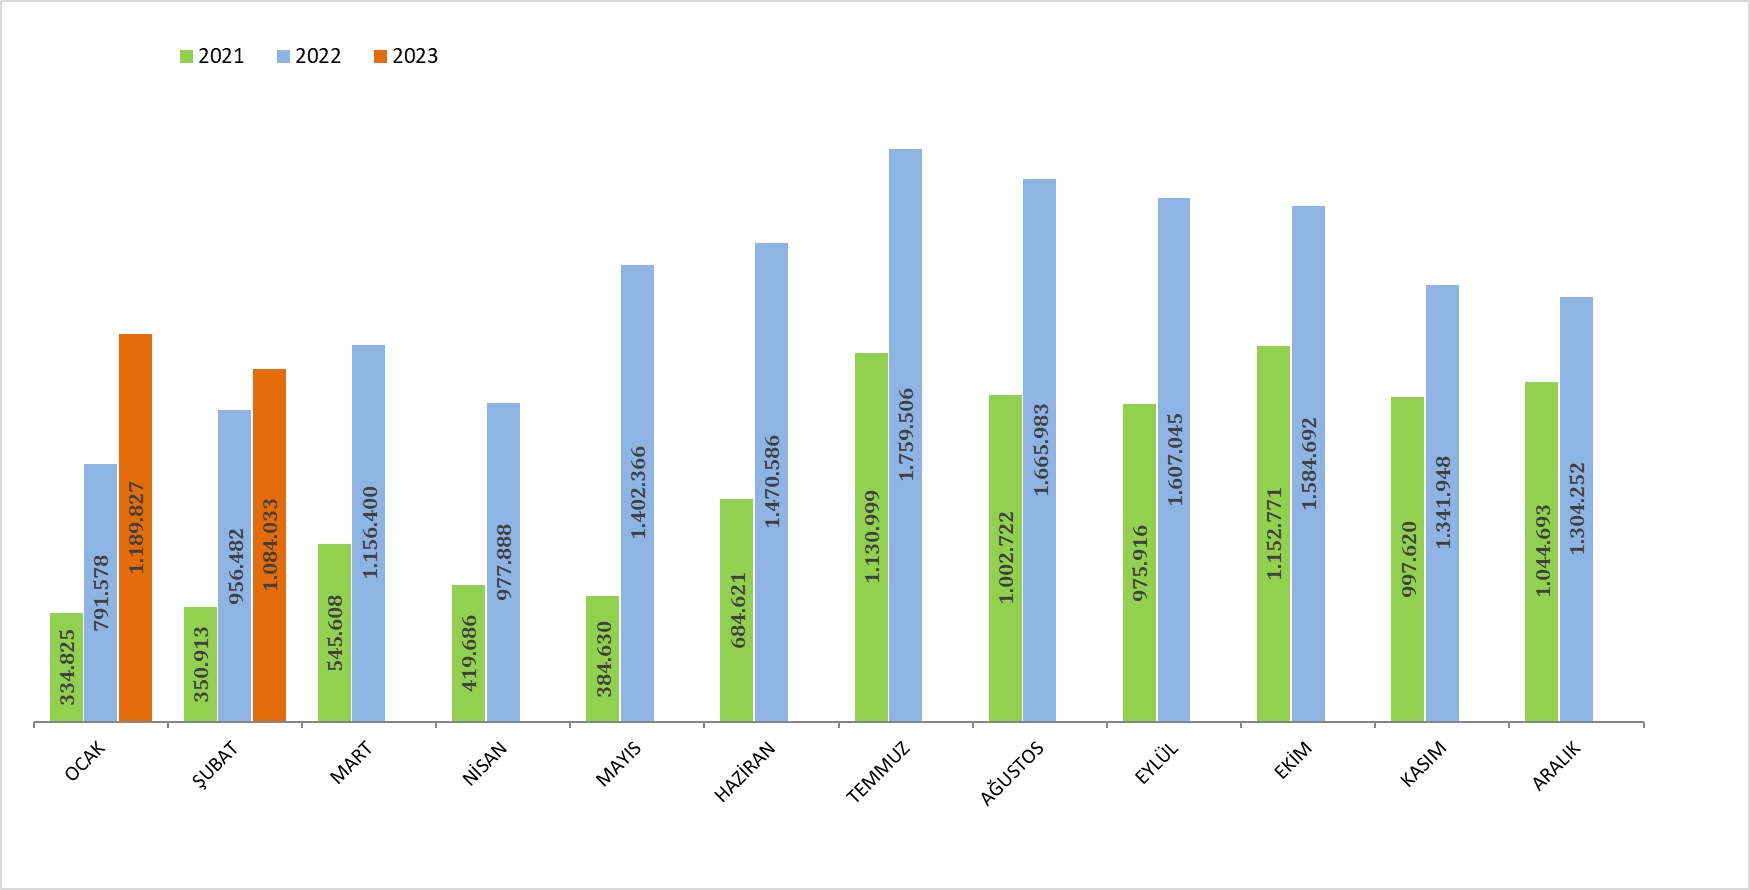 2021 2022 2023
334.825 791.578 1.189.827
350.913 956.482 1.084.033
545.608 1.156.400
419.686 977.888
384.630 1.402.366
684.621 1.470.586
1.130.999 1.759.506
1.002.722 1.665.983
975.916 1.607.045
1.152.771 1.584.692
997.620 1.341.948
1.044.693 1.304.252
OCAK
ŞUBAT
MART
NİSAN
MAYIS
HAZİRAN
TEMMUZ
AĞUSTOS
EYLÜL
EKİM
KASIM
ARALIK